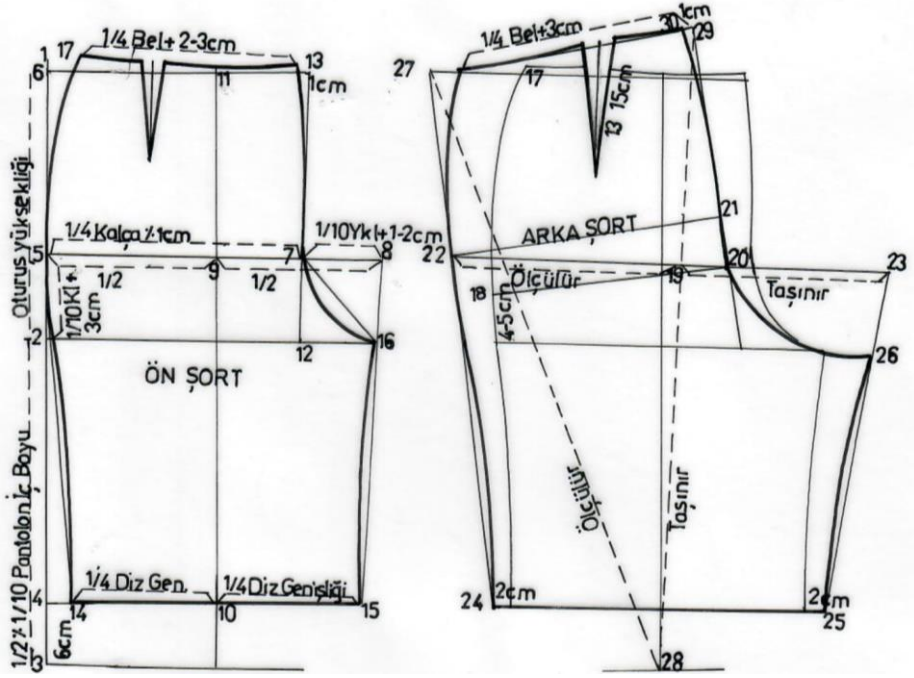 1/4 Bel+ 2-3cm
1
17
13
6
11
1cm
Oturuş yüksekliği
1/4 Kalça %1cm
1/10Ykl+1-2cm
5
7
8
1/2
9
1/2
1/10Kl +
3cm
2
12
16
ÖN ŞORT
1/2 % 1/10 Pantolon İç Boyu
1/4 Diz Gen.
1/4 Diz Genişliği
4
14
10
15
6cm
3
1/4 Bel+3cm
30
1cm
29
27
17
13
15cm
21
ARKA ŞORT
22
20
23
Ölçülür
19
Taşınır
18
4-5cm
26
Ölçülür
Taşınır
24
2cm
2cm
25
28